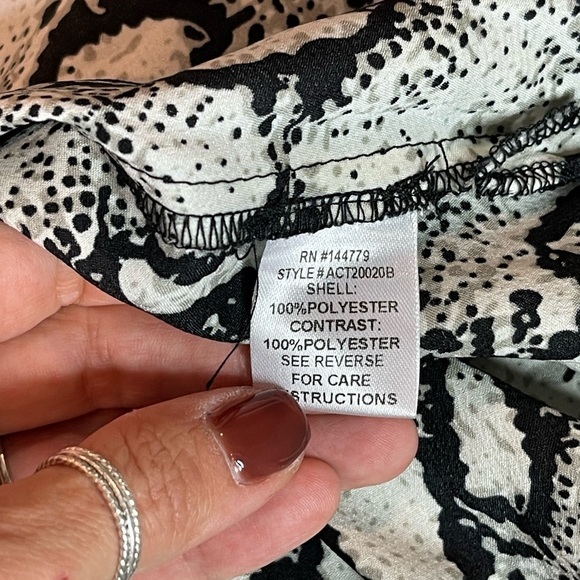 RN #144779
STYLE # ACT20020B
SHELL:
100%POLYESTER
CONTRAST:
100%POLYESTER
SEE REVERSE
FOR CARE